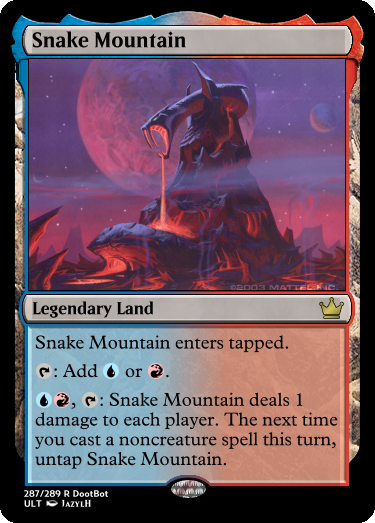 Snake Mountain
©2003 MATTEL, INC
Legendary Land
Snake Mountain enters tapped.
: Add or .
, : Snake Mountain deals 1
damage to each player. The next time
you cast a noncreature spell this turn,
untap Snake Mountain.
287/289 R DootBot
ULT JAZYLH